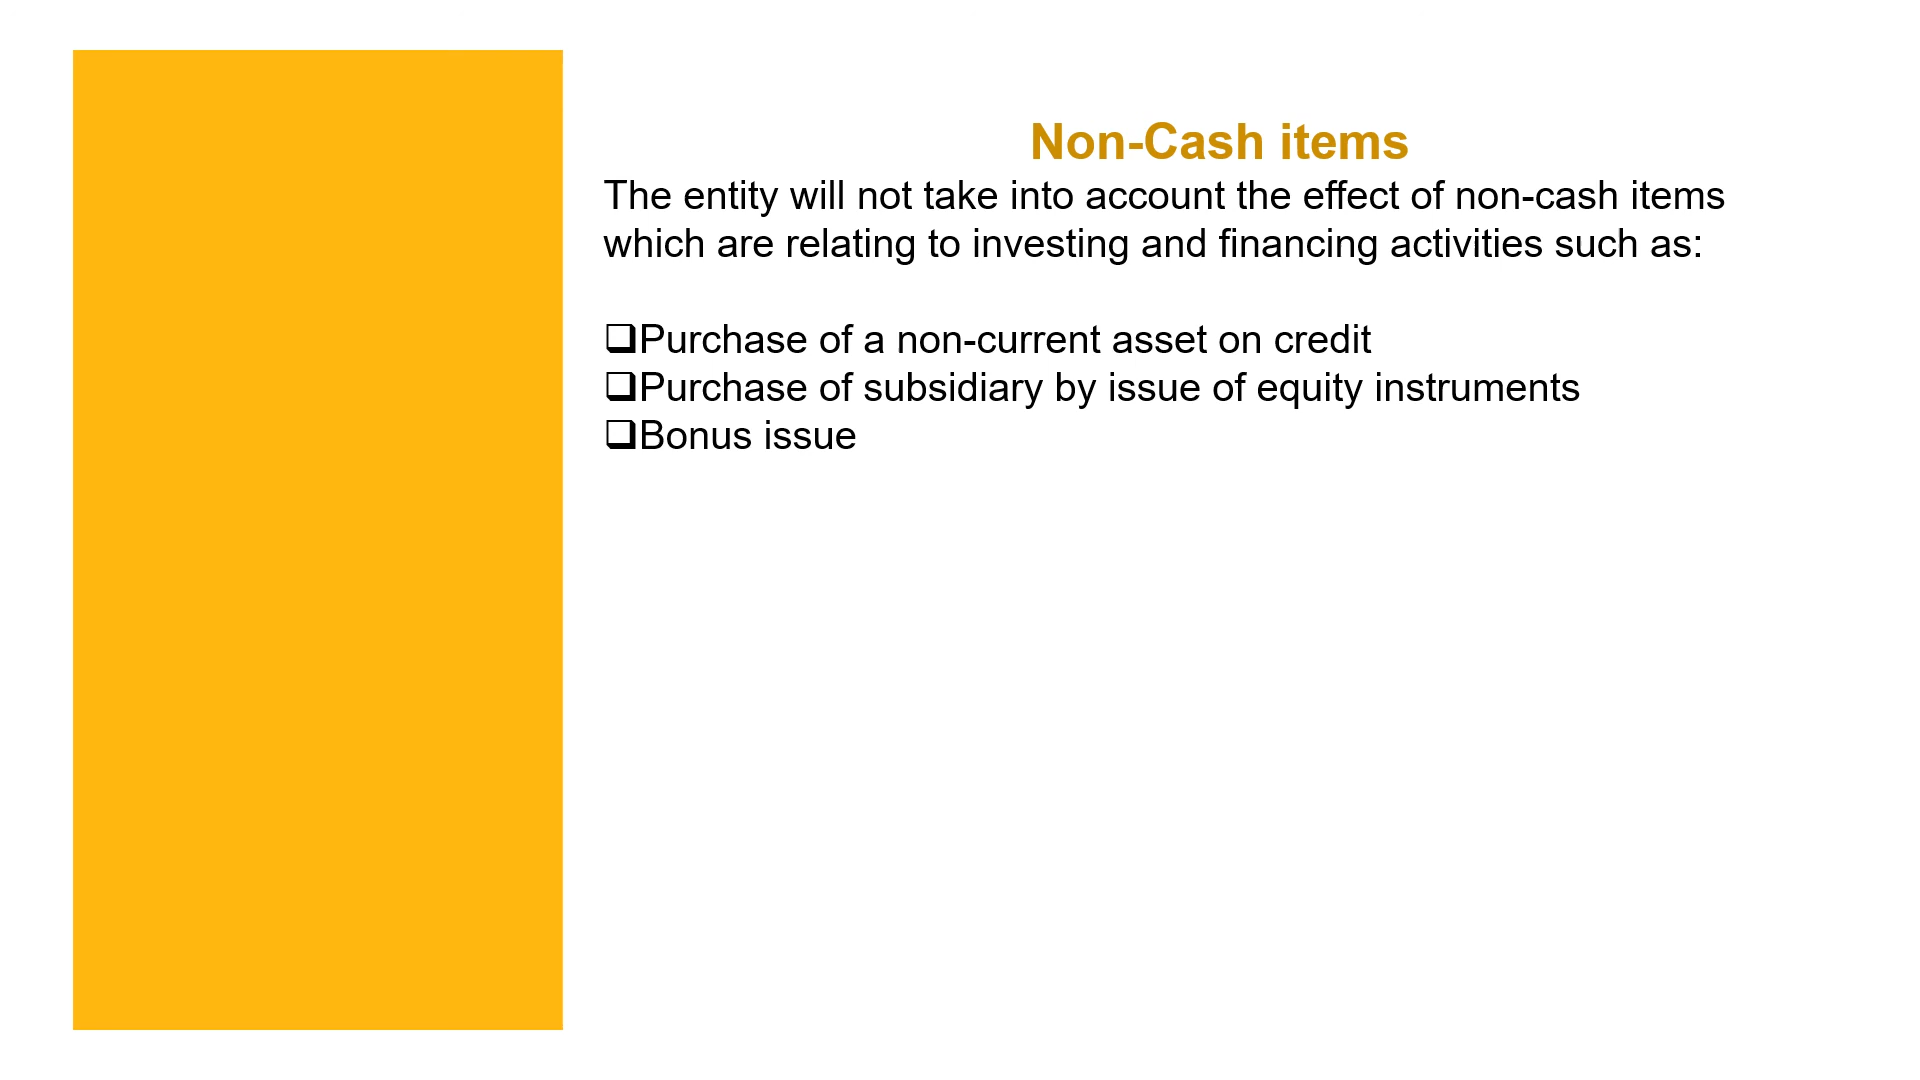 Non-Cash items
The entity will not take into account the effect of non-cash items
which are relating to investing and financing activities such as:
❑Purchase of a non-current asset on credit
❑Purchase of subsidiary by issue of equity instruments
❑Bonus issue